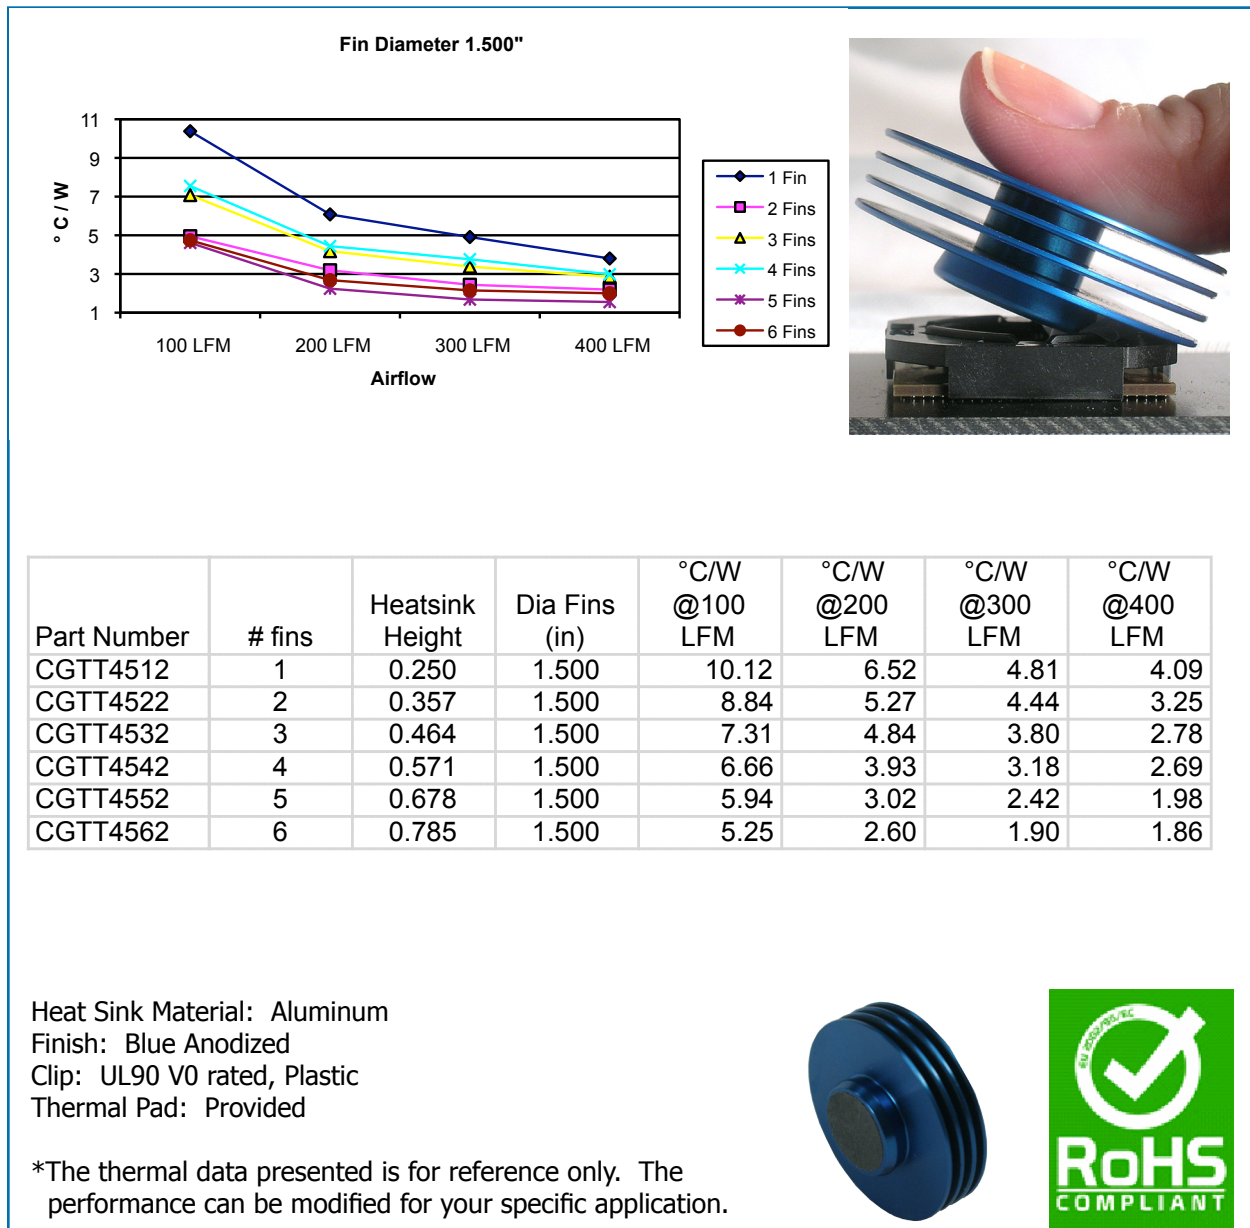 Fin Diameter 1.500"
11
9
7
5
3
1
° C / W
100 LFM 200 LFM 300 LFM 400 LFM
Airflow
1 Fin
2 Fins
3 Fins
4 Fins
5 Fins
6 Fins
Part Number # fins Heatsink Height Dia Fins (in) °C/W @100 LFM °C/W @200 LFM °C/W @300 LFM °C/W @400 LFM
CGTT4512 1 0.250 1.500 10.12 6.52 4.81 4.09
CGTT4522 2 0.357 1.500 8.84 5.27 4.44 3.25
CGTT4532 3 0.464 1.500 7.31 4.84 3.80 2.78
CGTT4542 4 0.571 1.500 6.66 3.93 3.18 2.69
CGTT4552 5 0.678 1.500 5.94 3.02 2.42 1.98
CGTT4562 6 0.785 1.500 5.25 2.60 1.90 1.86
Heat Sink Material: Aluminum
Finish: Blue Anodized
Clip: UL90 V0 rated, Plastic
Thermal Pad: Provided
*The thermal data presented is for reference only. The
performance can be modified for your specific application.
EU 2002/95/EC
RoHS
COMPLIANT